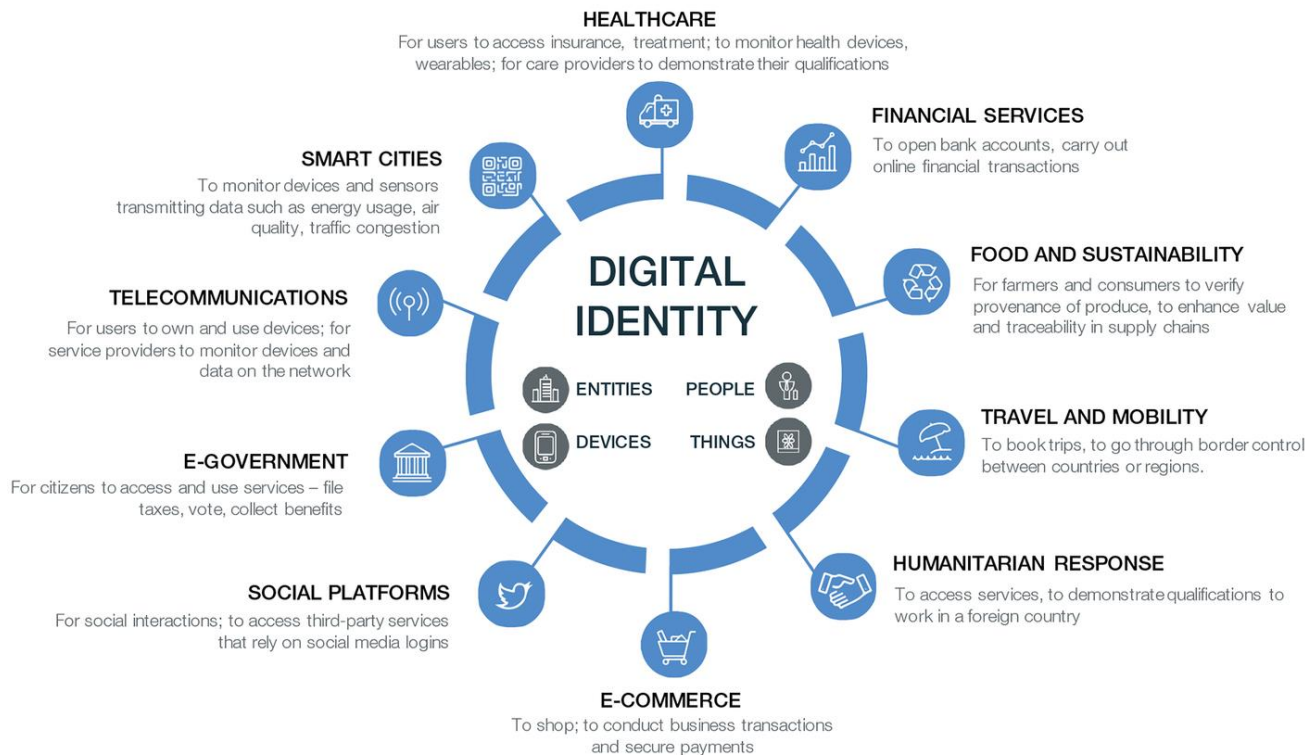 HEALTHCARE
For users to access insurance, treatment; to monitor health devices,
wearables; for care providers to demonstrate their qualifications
FINANCIAL SERVICES
To open bank accounts, carry out
online financial transactions
SMART CITIES
To monitor devices and sensors
transmitting data such as energy usage, air
quality, traffic congestion
FOOD AND SUSTAINABILITY
For farmers and consumers to verify
provenance of produce, to enhance value
and traceability in supply chains
TELECOMMUNICATIONS
For users to own and use devices; for
service providers to monitor devices and
data on the network
DIGITAL
IDENTITY
ENTITIES
PEOPLE
DEVICES
THINGS
TRAVEL AND MOBILITY
To book trips, to go through border control
between countries or regions.
E-GOVERNMENT
For citizens to access and use services – file
taxes, vote, collect benefits
HUMANITARIAN RESPONSE
To access services, to demonstrate qualifications to
work in a foreign country
SOCIAL PLATFORMS
For social interactions; to access third-party services
that rely on social media logins
E-COMMERCE
To shop; to conduct business transactions
and secure payments